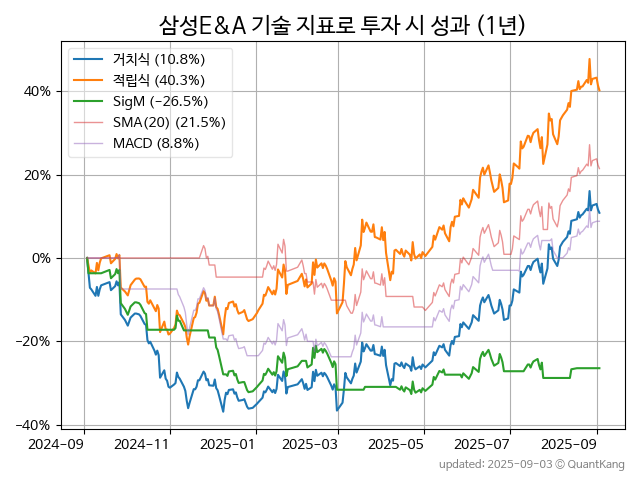 삼성E&A 기술 지표로 투자 시 성과 (1년)
거치식 (10.8%)
적립식 (40.3%)
SigM (-26.5%)
SMA(20) (21.5%)
MACD (8.8%)
40%
20%
0%
-20%
-40%
2024-09 2024-11 2025-01 2025-03 2025-05 2025-07 2025-09
updated: 2025-09-03 © QuantKang